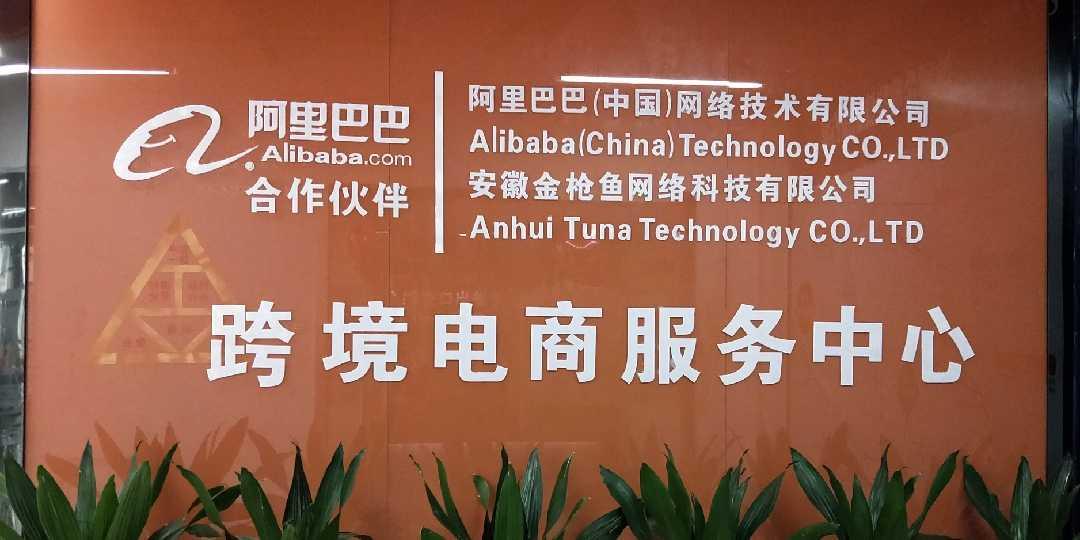 阿里巴巴
Alibaba.com
合作伙伴
阿里巴巴(中国)网络技术有限公司
Alibaba(China)Technology CO.,LTD
安徽金枪鱼网络科技有限公司
Anhui Tuna Technology CO.,LTD
跨境电商服务中心